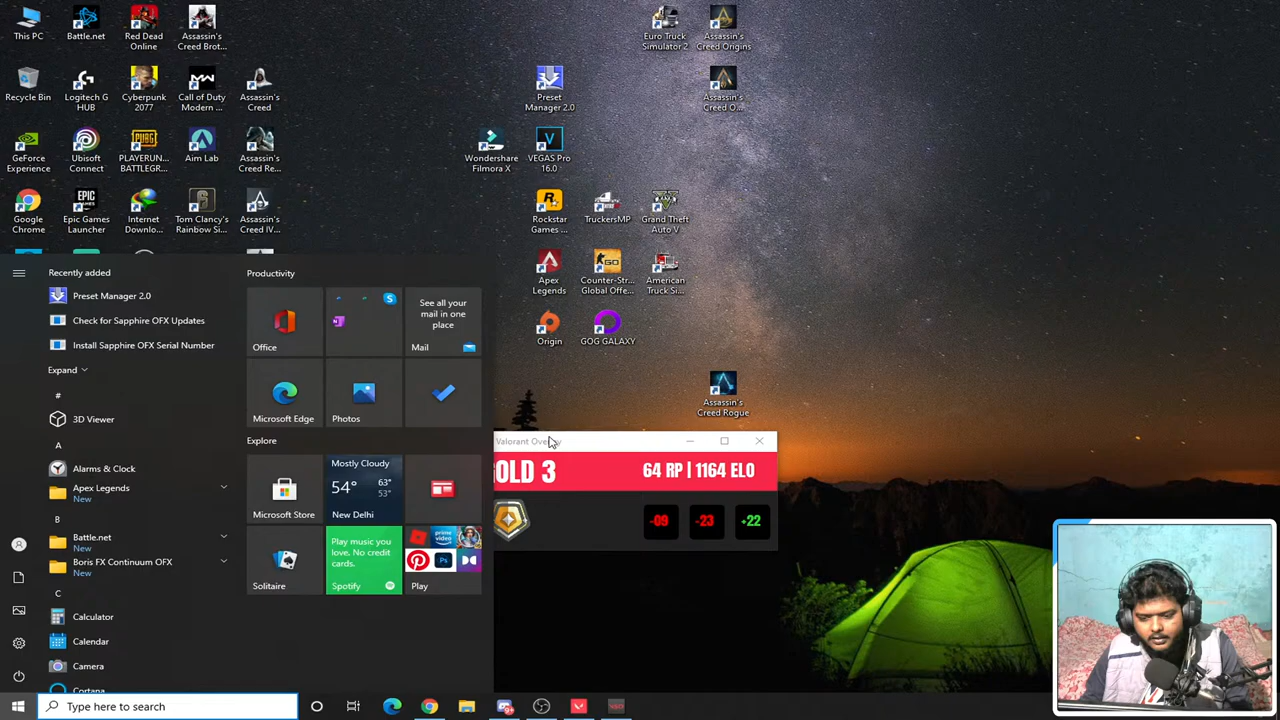 This PC
Battle.net
Red Dead
Online
Assassin's
Creed Brot...
Euro Truck
Simulator 2
Assassin's
Creed Origins
Recycle Bin
Logitech G
HUB
Cyberpunk
2077
Call of Duty
Modern ...
Assassin's
Creed
Preset
Manager 2.0
Assassin's
Creed O...
GeForce
Experience
Ubisoft
Connect
PLAYERUN...
BATTLEGR...
Aim Lab
Assassin's
Creed Re...
Wondershare
Filmora X
VEGAS Pro
16.0
Google
Chrome
Epic Games
Launcher
Internet
Downlo...
Tom Clancy's
Rainbow Si...
Assassin's
Creed IV...
Rockstar
Games ...
TruckersMP
Grand Theft
Auto V
Apex
Legends
Counter-Str...
Global Offe...
American
Truck Si...
Origin
GOG GALAXY
Assassin's
Creed Rogue
Recently added
Preset Manager 2.0
Check for Sapphire OFX Updates
Install Sapphire OFX Serial Number
Expand
#
3D Viewer
A
Alarms & Clock
Apex Legends
New
B
Battle.net
New
Boris FX Continuum OFX
New
C
Calculator
Calendar
Camera
Cortana
Productivity
Office
See all your
mail in one
place
Mail
Microsoft Edge
Photos
Explore
Microsoft Store
Mostly Cloudy
54° 63°
53°
New Delhi
Solitaire
Play music you
love. No credit
cards.
Spotify
Play
OLD 3
64 RP | 1164 ELO
-09
-23
+22
Type here to search